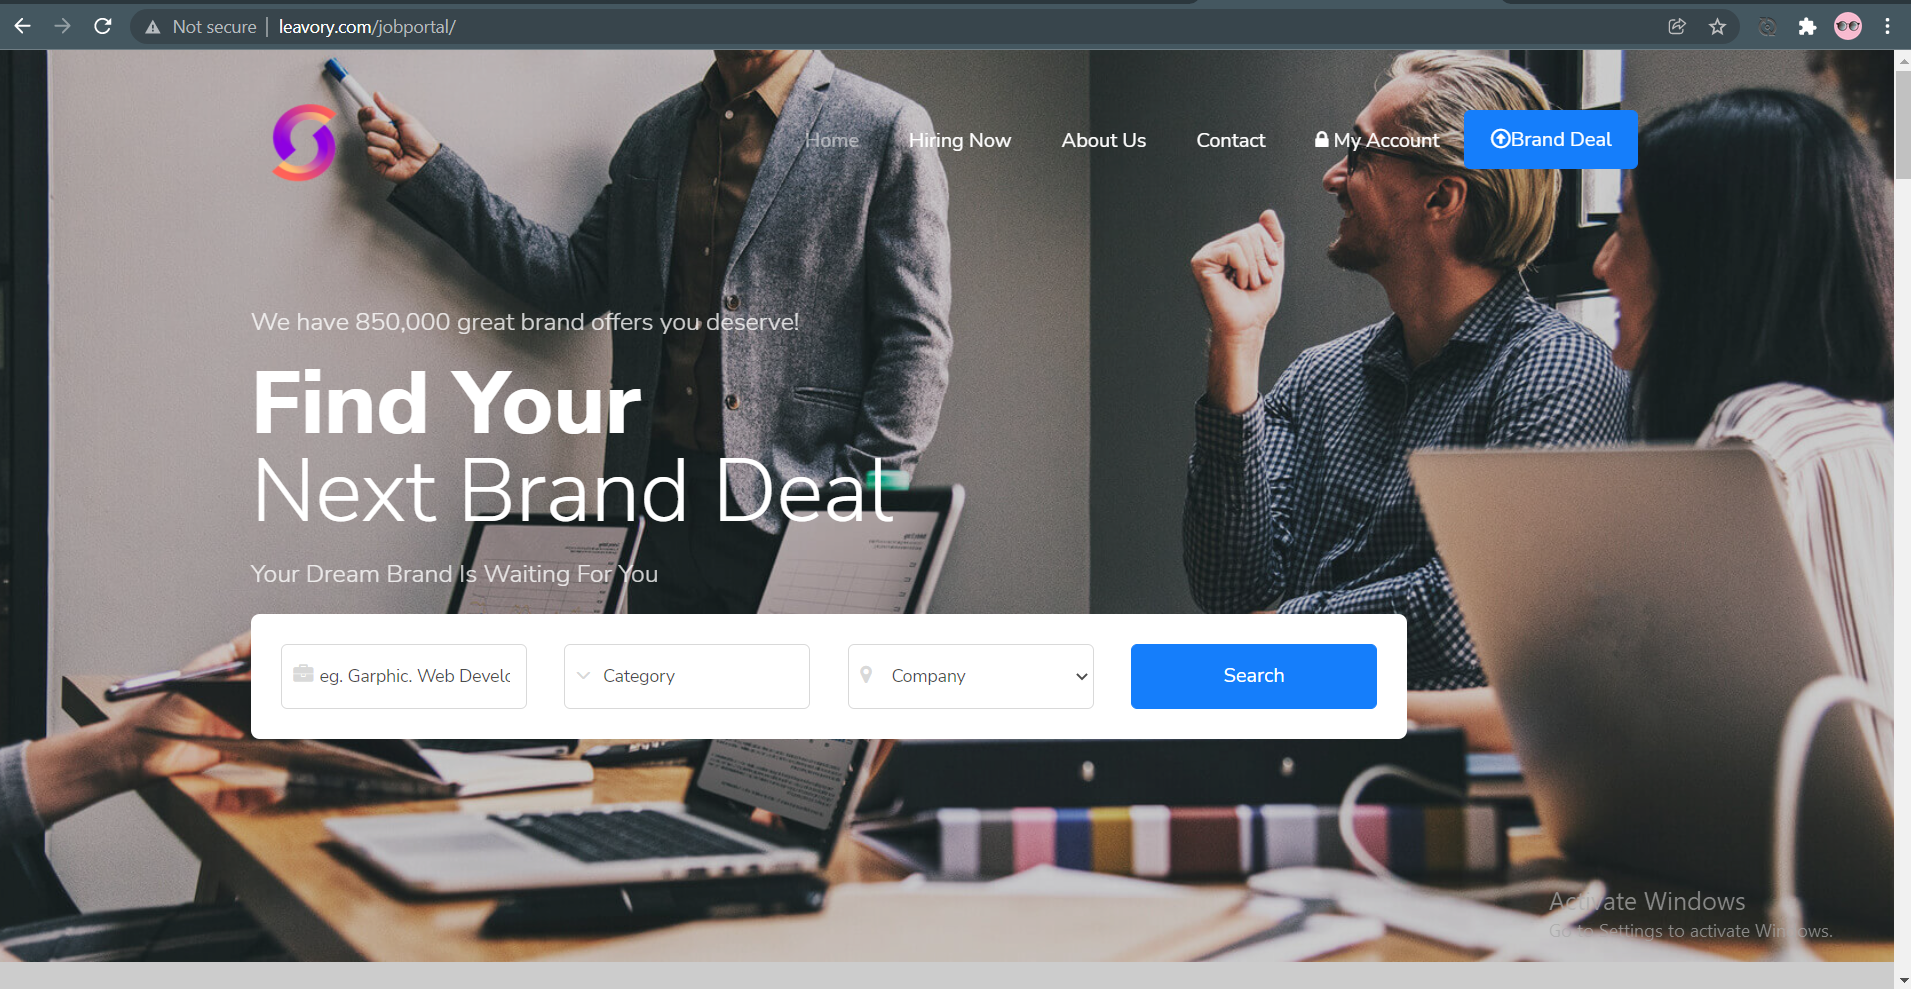 Not secure | leavory.com/jobportal/
Home Hiring Now About Us Contact My Account Brand Deal
We have 850,000 great brand offers you deserve!
Find Your
Next Brand Deal
Your Dream Brand Is Waiting For You
eg. Garphic. Web Develo
Category
Company
Search
Activate Windows
Go to Settings to activate Windows.